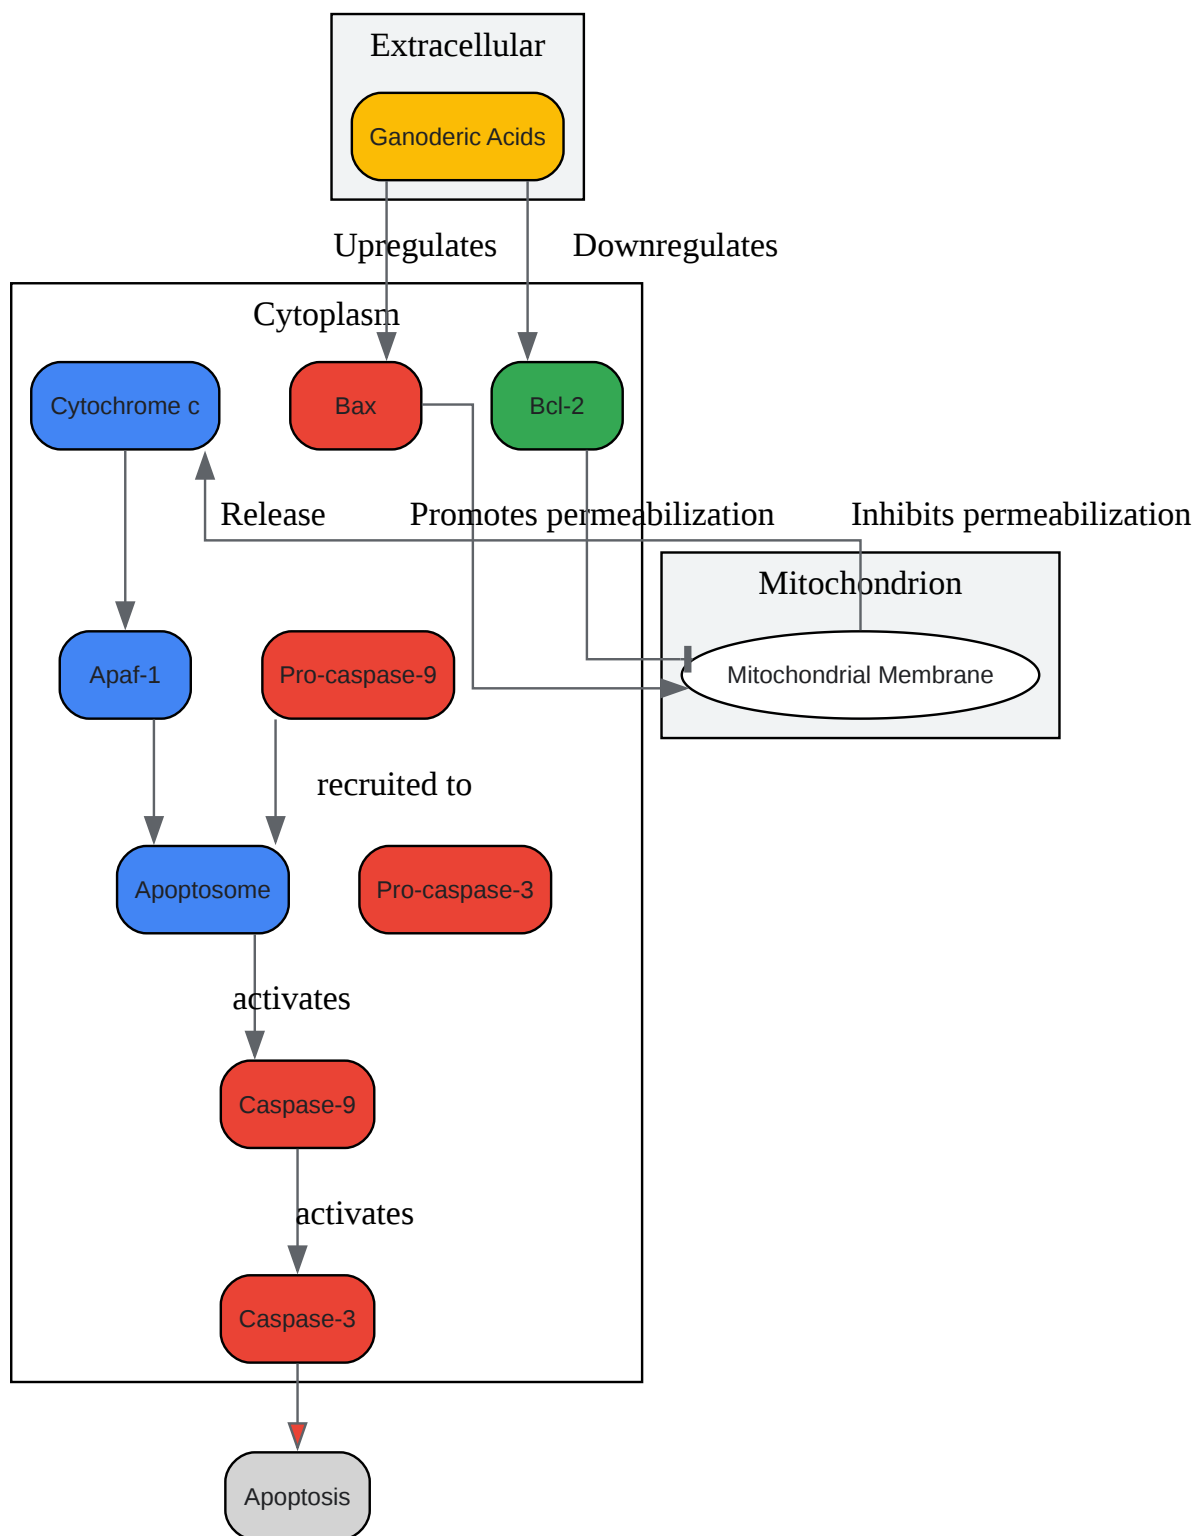 Extracellular
Ganoderic Acids
Upregulates
Downregulates
Cytoplasm
Cytochrome c
Bax
Bcl-2
Release
Promotes permeabilization
Inhibits permeabilization
Mitochondrion
Apaf-1
Pro-caspase-9
Mitochondrial Membrane
recruited to
Apoptosome
Pro-caspase-3
activates
Caspase-9
activates
Caspase-3
Apoptosis